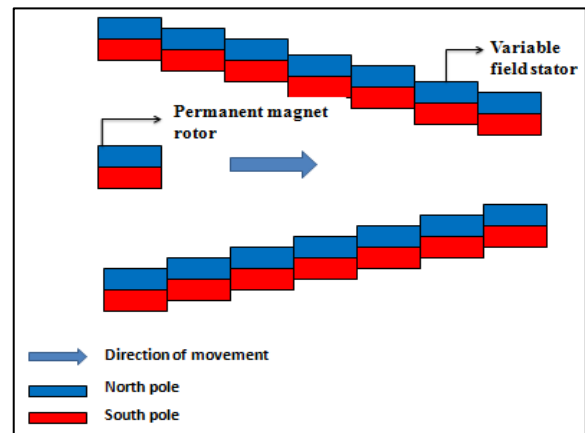 Variable
field stator
Permanent magnet
rotor
Direction of movement
North pole
South pole